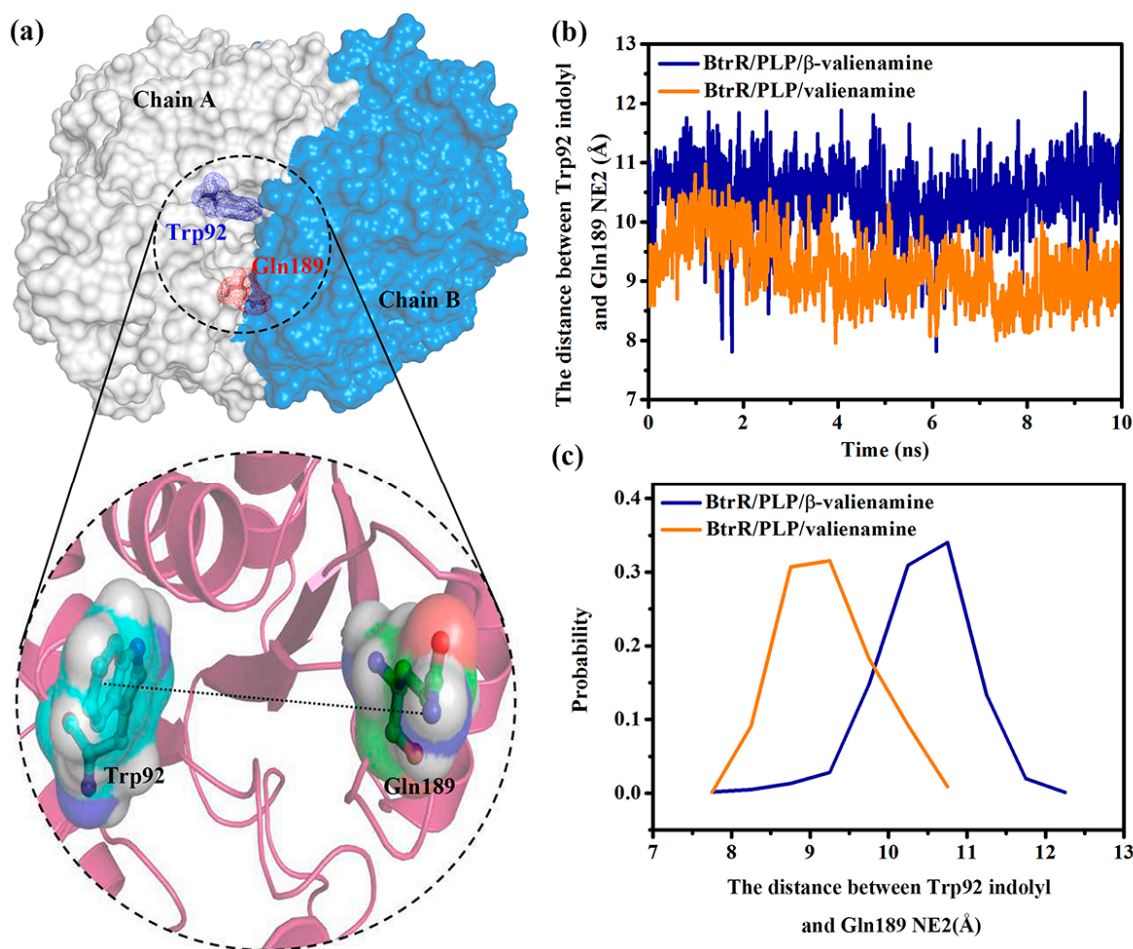 (a)
Chain A
Trp92
Gln189
Chain B
Trp92
Gln189
(b)
13
12
11
10
9
8
7
The distance between Trp92 indolyl
and Gln189 NE2 (Å)
BtrR/PLP/β-valienamine
BtrR/PLP/valienamine
0
2
4
6
8
10
Time (ns)
(c)
0.4
0.3
0.2
0.1
0.0
Probability
BtrR/PLP/β-valienamine
BtrR/PLP/valienamine
7
8
9
10
11
12
13
The distance between Trp92 indolyl
and Gln189 NE2(Å)